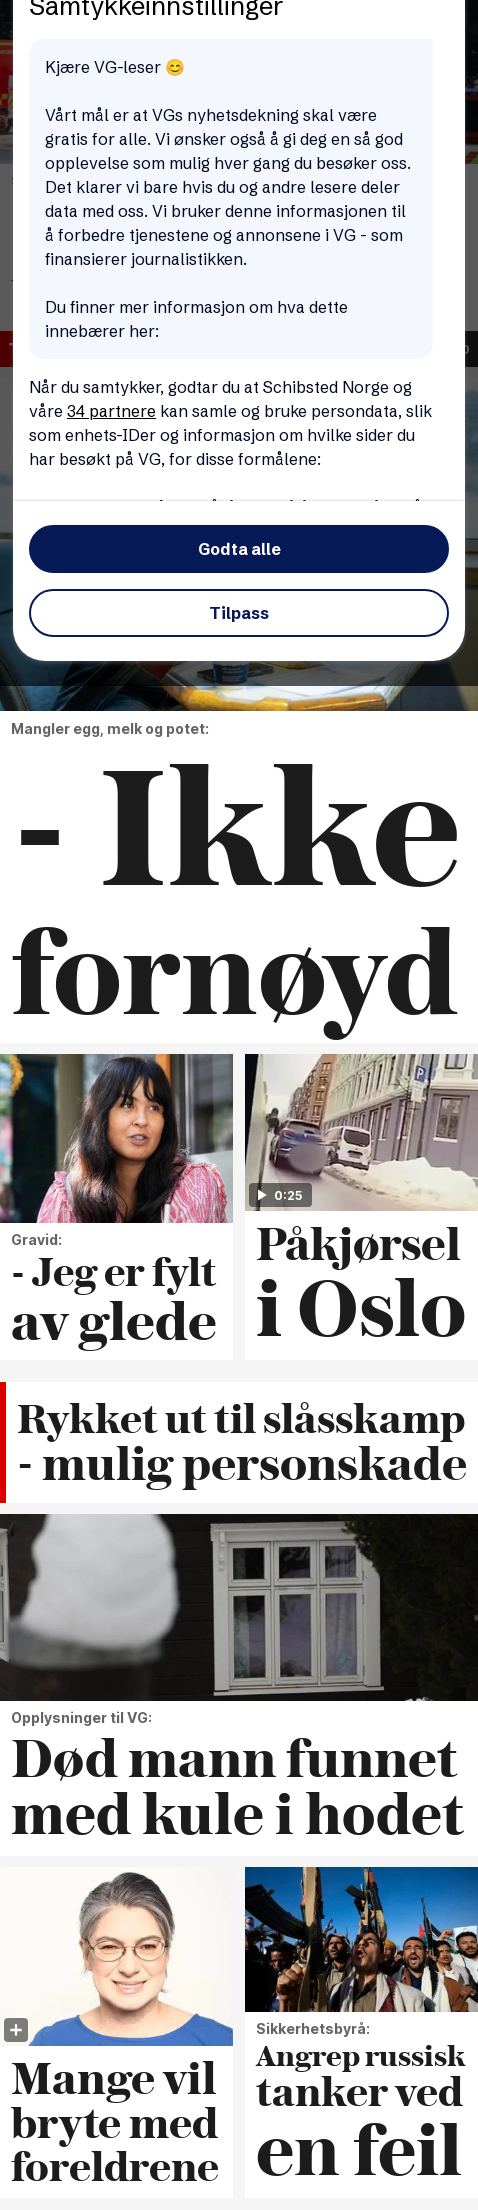 Samtykkeinnstillinger
Kjære VG-leser 😊
Vårt mål er at VGs nyhetsdekning skal være
gratis for alle. Vi ønsker også å gi deg en så god
opplevelse som mulig hver gang du besøker oss.
Det klarer vi bare hvis du og andre lesere deler
data med oss. Vi bruker denne informasjonen til
å forbedre tjenestene og annonsene i VG - som
finansierer journalistikken.
Du finner mer informasjon om hva dette
innebærer her:
Når du samtykker, godtar du at Schibsted Norge og
våre 34 partnere kan samle og bruke persondata, slik
som enhets-IDer og informasjon om hvilke sider du
har besøkt på VG, for disse formålene:
Godta alle
Tilpass
Mangler egg, melk og potet:
- Ikke
fornøyd
Gravid:
- Jeg er fylt
av glede
0:25
Påkjørsel
i Oslo
Rykket ut til slåsskamp
- mulig personskade
Opplysninger til VG:
Død mann funnet
med kule i hodet
Mange vil
bryte med
foreldrene
Sikkerhetsbyrå:
Angrep russisk
tanker ved
en feil